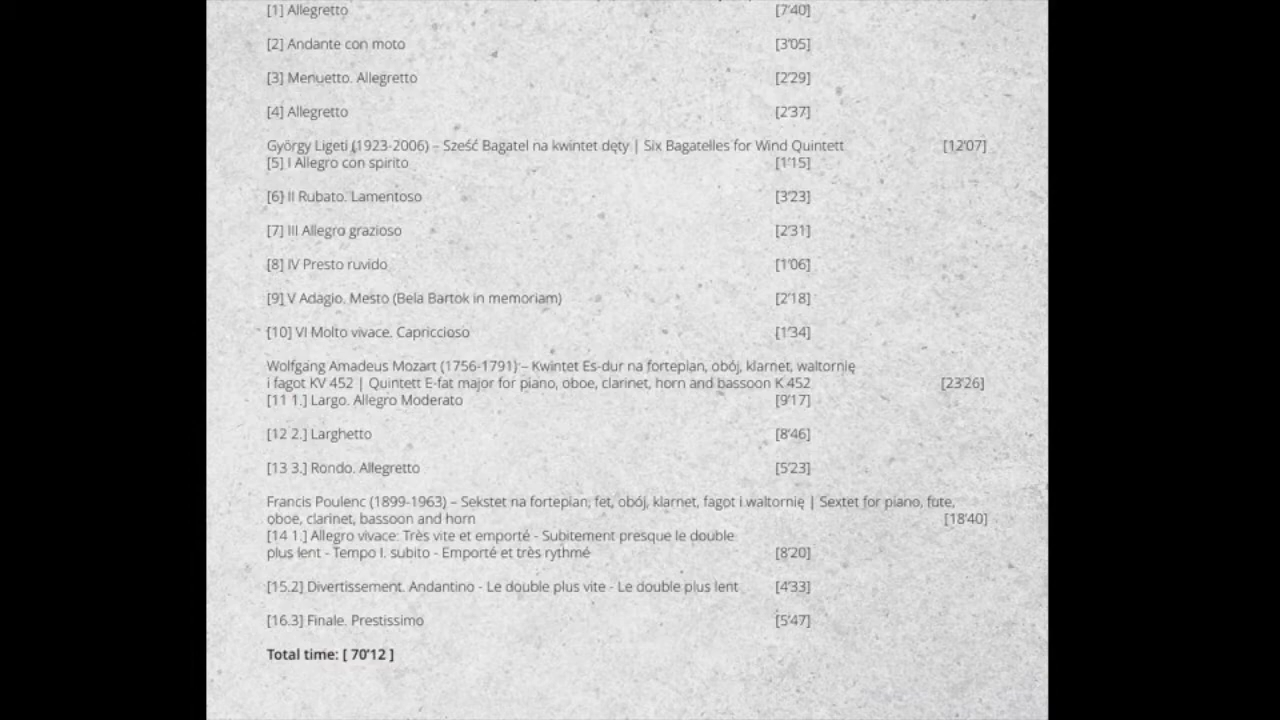 [1] Allegretto [7'40]
[2] Andante con moto [3'05]
[3] Menuetto. Allegretto [2'29]
[4] Allegretto [2'37]
György Ligeti (1923-2006) – Sześć Bagatel na kwintet dęty | Six Bagatelles for Wind Quintett [12'07]
[5] I Allegro con spirito [1'15]
[6] II Rubato. Lamentoso [3'23]
[7] III Allegro grazioso [2'31]
[8] IV Presto ruvido [1'06]
[9] V Adagio. Mesto (Bela Bartok in memoriam) [2'18]
[10] VI Molto vivace. Capriccioso [1'34]
Wolfgang Amadeus Mozart (1756-1791) – Kwintet Es-dur na fortepian, obój, klarnet, waltornię
i fagot KV 452 | Quintett E-fat major for piano, oboe, clarinet, horn and bassoon K 452 [23'26]
[11 1.] Largo. Allegro Moderato [9'17]
[12 2.] Larghetto [8'46]
[13 3.] Rondo. Allegretto [5'23]
Francis Poulenc (1899-1963) – Sekstet na fortepian, fet, obój, klarnet, fagot i waltornię | Sextet for piano, fute,
oboe, clarinet, bassoon and horn [18'40]
[14 1.] Allegro vivace: Très vite et emporté - Subitement presque le double
plus lent - Tempo I. subito - Emporté et très rythmé [8'20]
[15.2] Divertissement. Andantino - Le double plus vite - Le double plus lent [4'33]
[16.3] Finale. Prestissimo [5'47]
Total time: [ 70'12 ]